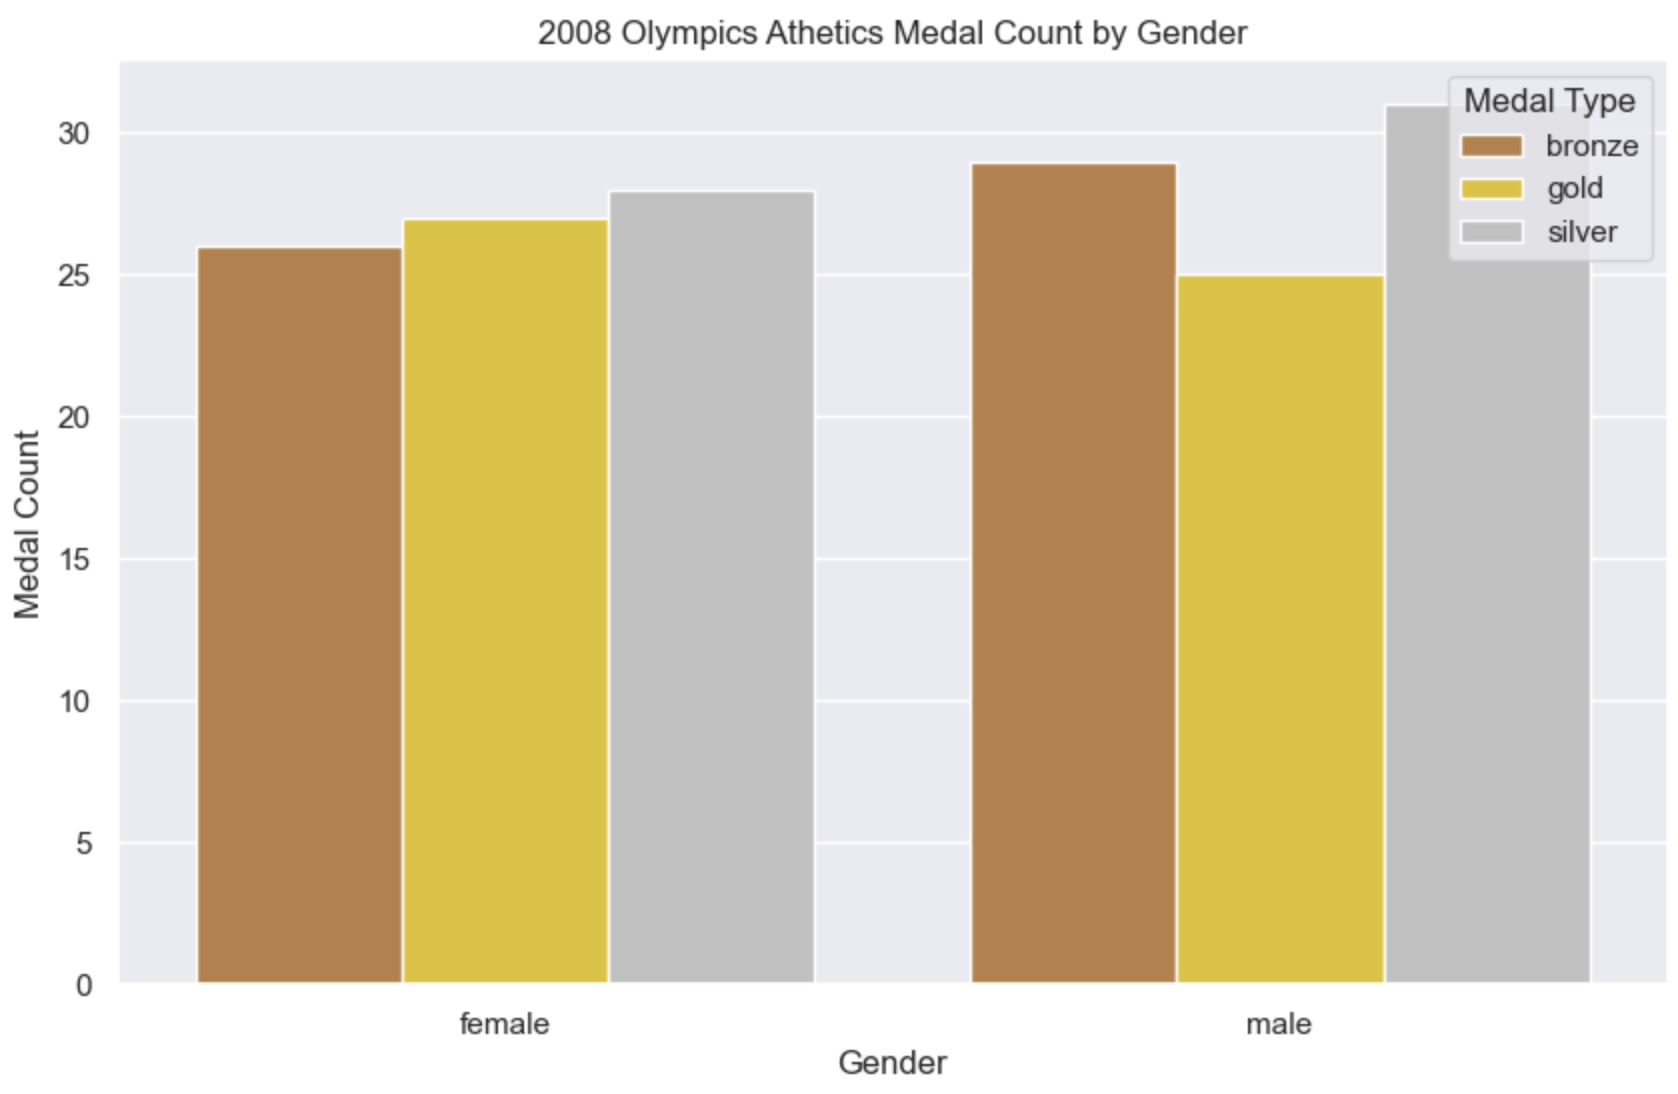 2008 Olympics Athetics Medal Count by Gender
Medal Type
bronze
gold
silver
Medal Count
30
25
20
15
10
5
0
female
male
Gender